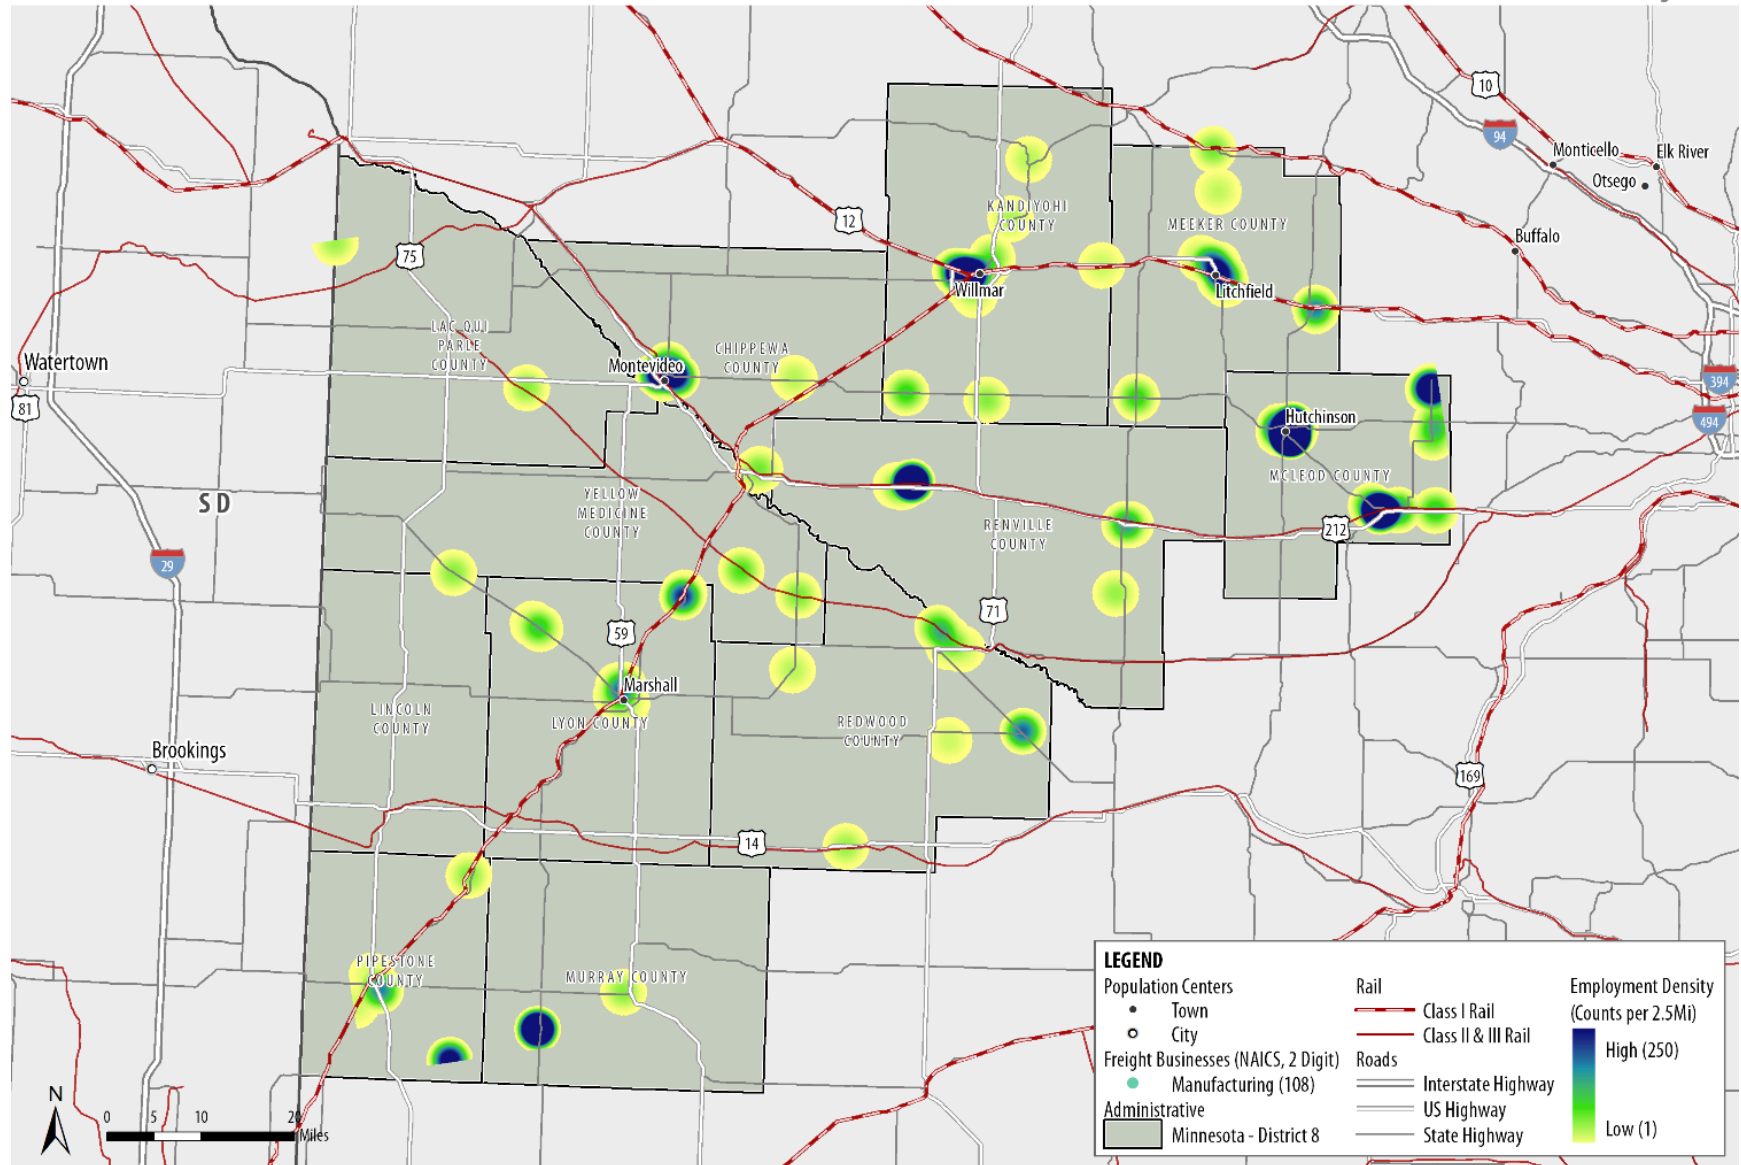 10
94
Monticello
Elk River
Otsego
12
KANDIYOHI
COUNTY
MEEKER COUNTY
Buffalo
75
Willmar
Litchfield
LAC QUI
PARLE
COUNTY
CHIPPEWA
COUNTY
Montevideo
Watertown
81
394
494
Hutchinson
MCLEOD COUNTY
SD
YELLOW
MEDICINE
COUNTY
RENVILLE
COUNTY
212
29
71
59
Marshall
LINCOLN
COUNTY
LYON COUNTY
REDWOOD
COUNTY
Brookings
169
14
PIPESTONE
COUNTY
MURRAY COUNTY
LEGEND
Population Centers
Town
City
Freight Businesses (NAICS, 2 Digit)
Manufacturing (108)
Administrative
Minnesota - District 8
Rail
Class I Rail
Class II & III Rail
Roads
Interstate Highway
US Highway
State Highway
Employment Density
(Counts per 2.5Mi)
High (250)
Low (1)
N
0 5 10 20
Miles